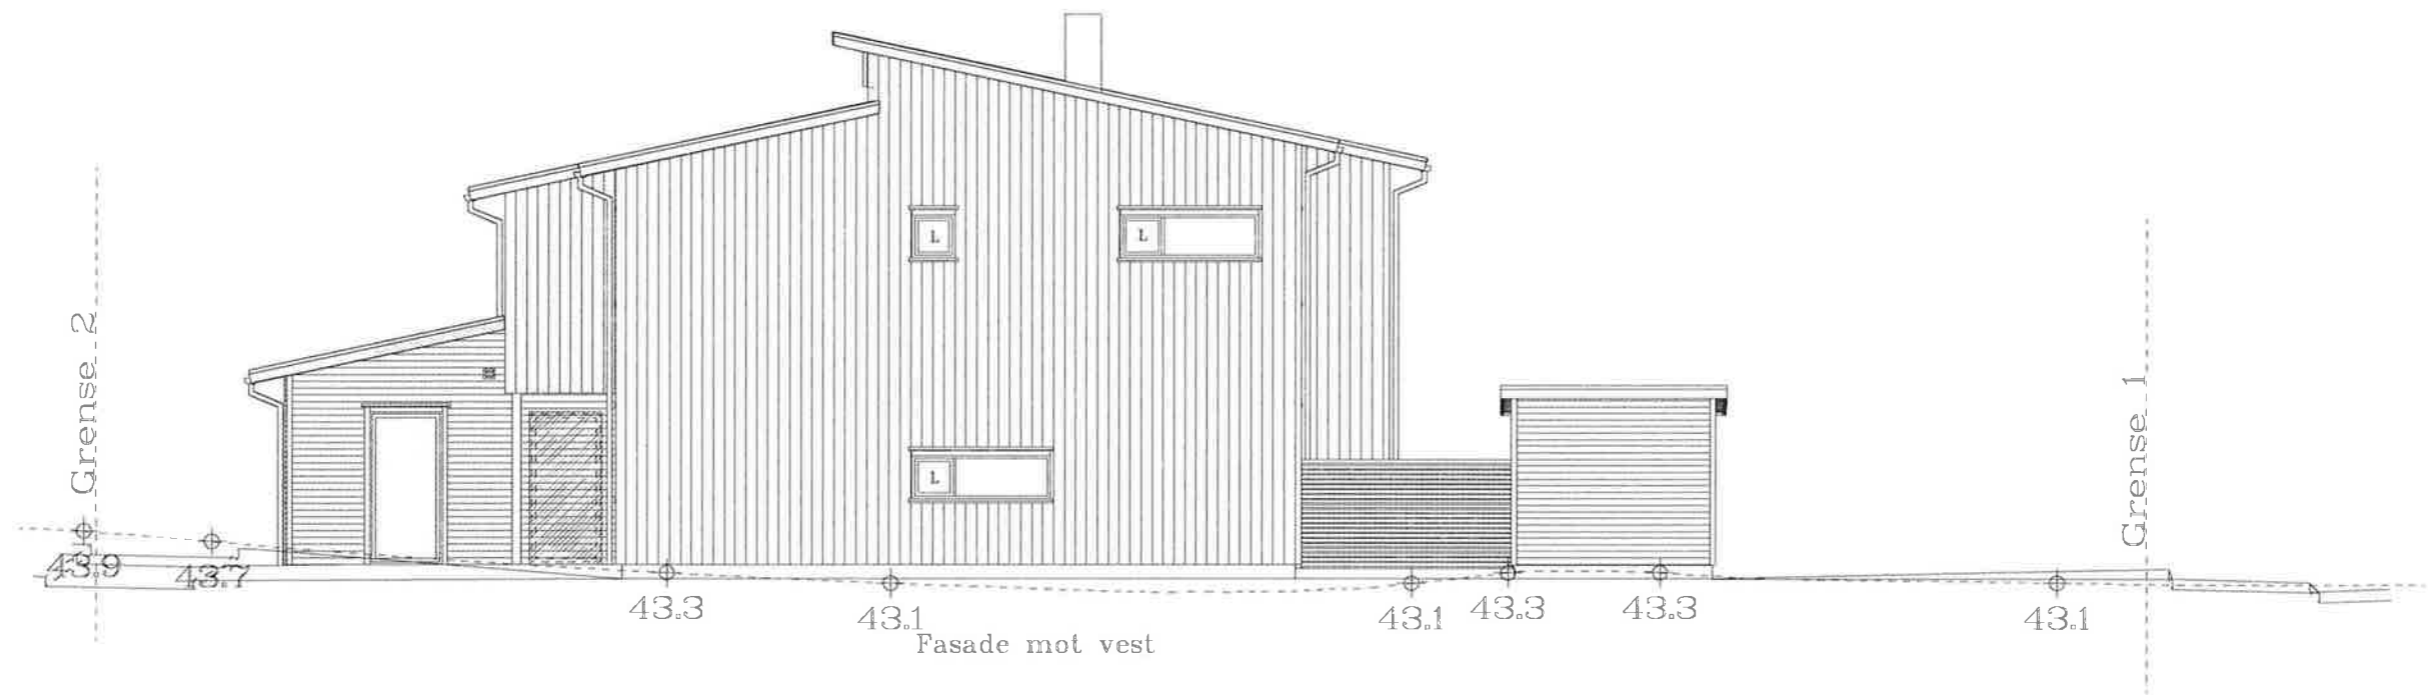 L
L
Grense 2
Grense 1
L
43.9
43.7
43.3
43.1
43.1
43.3
43.3
43.1
Fasade mot vest